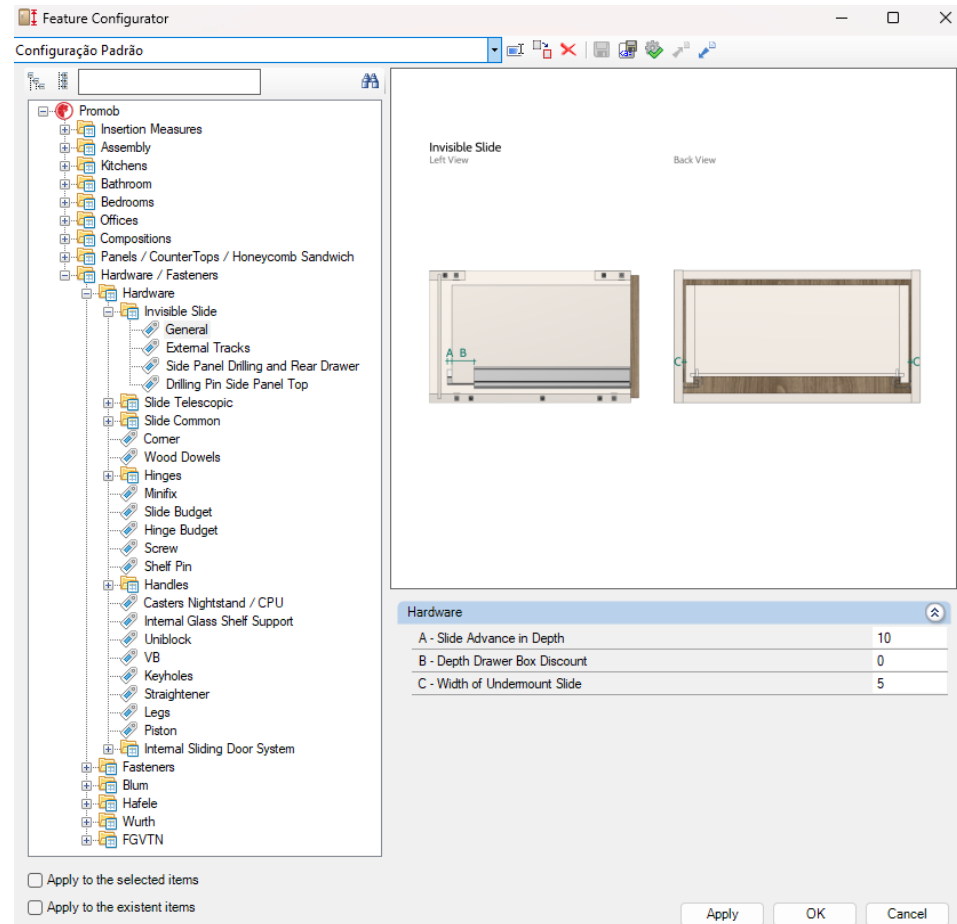 Feature Configurator
Configuração Padrão
Promob
Insertion Measures
Assembly
Kitchens
Bathroom
Bedrooms
Offices
Compositions
Panels / CounterTops / Honeycomb Sandwich
Hardware / Fasteners
Hardware
Invisible Slide
General
External Tracks
Side Panel Drilling and Rear Drawer
Drilling Pin Side Panel Top
Slide Telescopic
Slide Common
Corner
Wood Dowels
Hinges
Minifix
Slide Budget
Hinge Budget
Screw
Shelf Pin
Handles
Casters Nightstand / CPU
Internal Glass Shelf Support
Uniblock
VB
Keyholes
Straightener
Legs
Piston
Internal Sliding Door System
Fasteners
Blum
Hafele
Wurth
FGVTN
Invisible Slide
Left View Back View
A B
C C
Hardware
A - Slide Advance in Depth 10
B - Depth Drawer Box Discount 0
C - Width of Undermount Slide 5
Apply to the selected items
Apply to the existent items
Apply OK Cancel